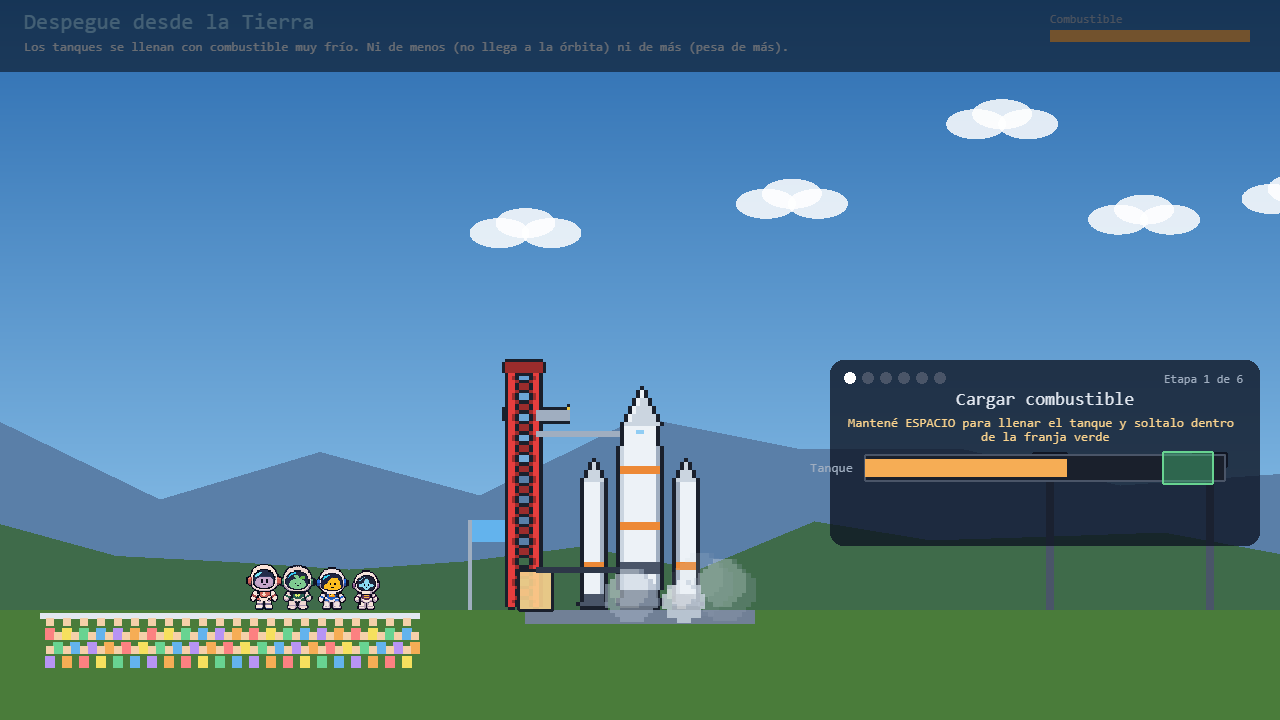 Despegue desde la Tierra
Combustible
Los tanques se llenan con combustible muy frío. Ni de menos (no llega a la órbita) ni de más (pesa de más).
Etapa 1 de 6
Cargar combustible
Mantené ESPACIO para llenar el tanque y soltalo dentro
de la franja verde
Tanque